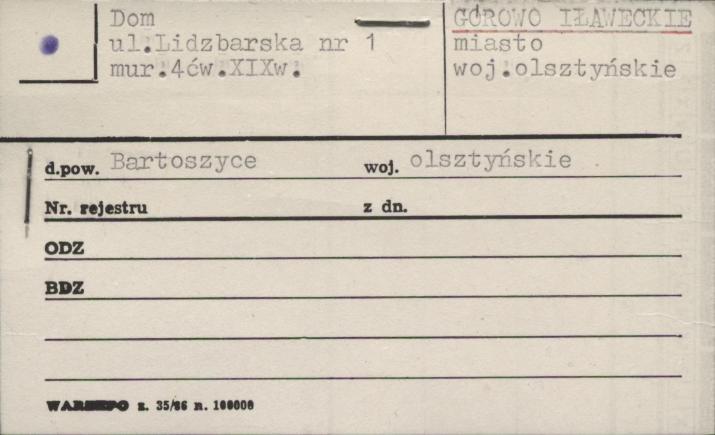 Dom
ul.Lidzbarska nr 1
mur.4ćw.XIXw.
GÓROWO IŁAWECKIE
miasto
woj.olsztyńskie
d.pow. Bartoszyce woj. olsztyńskie
Nr. rejestru z dn.
ODZ
BDZ
z. 35/86 n. 100000